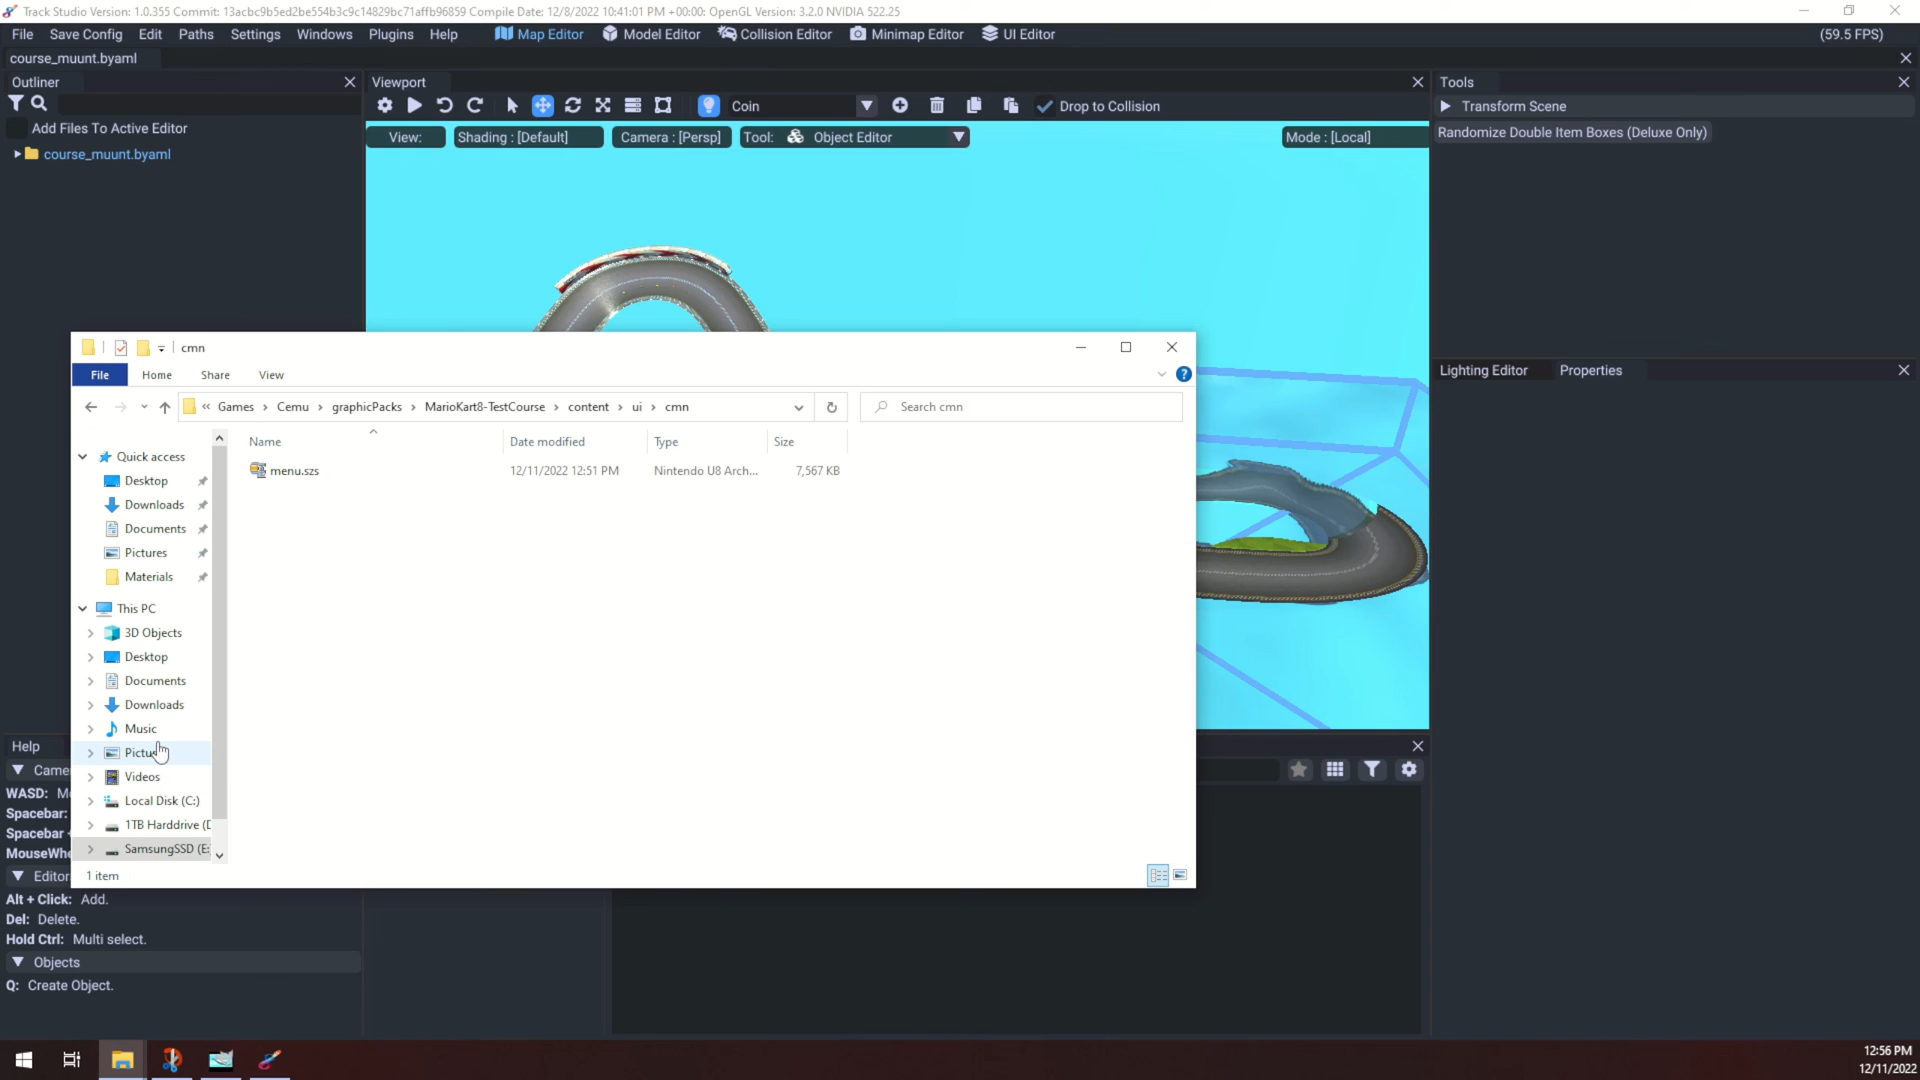 Track Studio Version: 1.0.355 Commit: 13acbc9b5ed2be554b3c9c14829bc71affb96859 Compile Date: 12/8/2022 10:41:01 PM +00:00: OpenGL Version: 3.2.0 NVIDIA 522.25
File Save Config Edit Paths Settings Windows Plugins Help Map Editor Model Editor Collision Editor Minimap Editor UI Editor (59.5 FPS)
course_muunt.byaml
Outliner
Viewport
Tools
Coin
Drop to Collision
Transform Scene
Add Files To Active Editor
View: Shading : [Default] Camera : [Persp] Tool: Object Editor Mode : [Local]
Randomize Double Item Boxes (Deluxe Only)
course_muunt.byaml
cmn
Lighting Editor Properties
File Home Share View
« Games › Cemu › graphicPacks › MarioKart8-TestCourse › content › ui › cmn
Search cmn
Name Date modified Type Size
menu.szs 12/11/2022 12:51 PM Nintendo U8 Arch... 7,567 KB
Quick access
Desktop
Downloads
Documents
Pictures
Materials
This PC
3D Objects
Desktop
Documents
Downloads
Music
Pictu
Videos
Local Disk (C:)
1TB Harddrive (D
SamsungSSD (E:
1 item
Help
Came
WASD: M
Spacebar:
Spacebar +
MouseWhe
Editor
Alt + Click: Add.
Del: Delete.
Hold Ctrl: Multi select.
Objects
Q: Create Object.
12:56 PM
12/11/2022